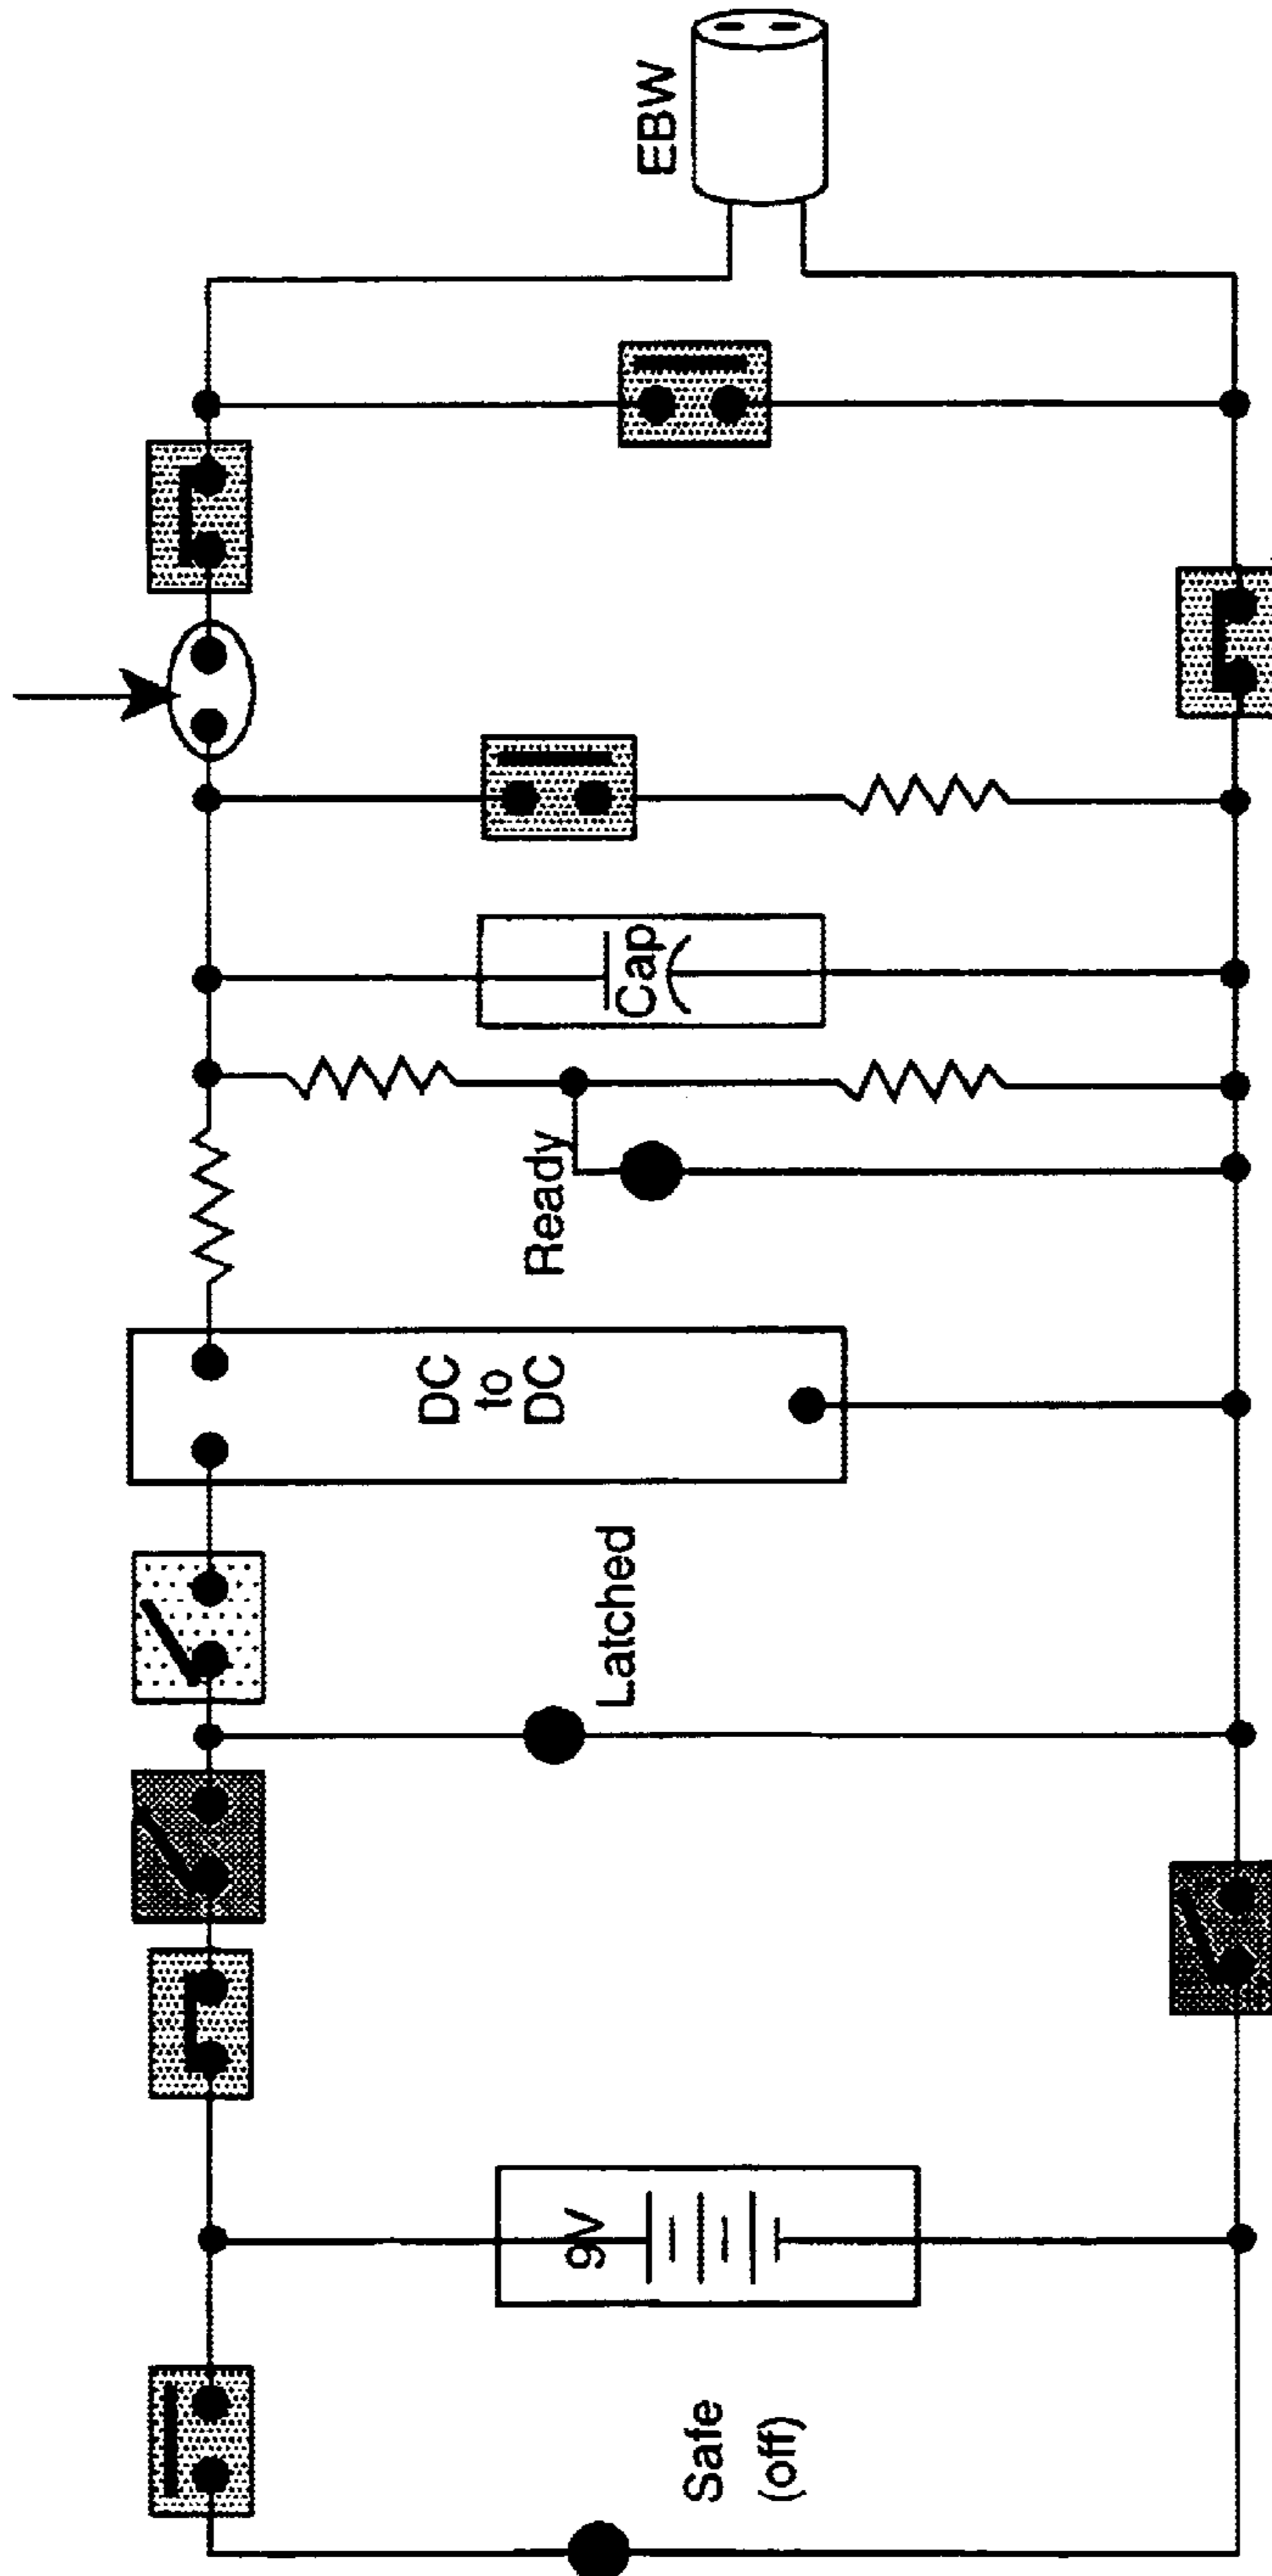 Safe
(off)
9V
Latched
DC
to
DC
Ready
Cap
EBW